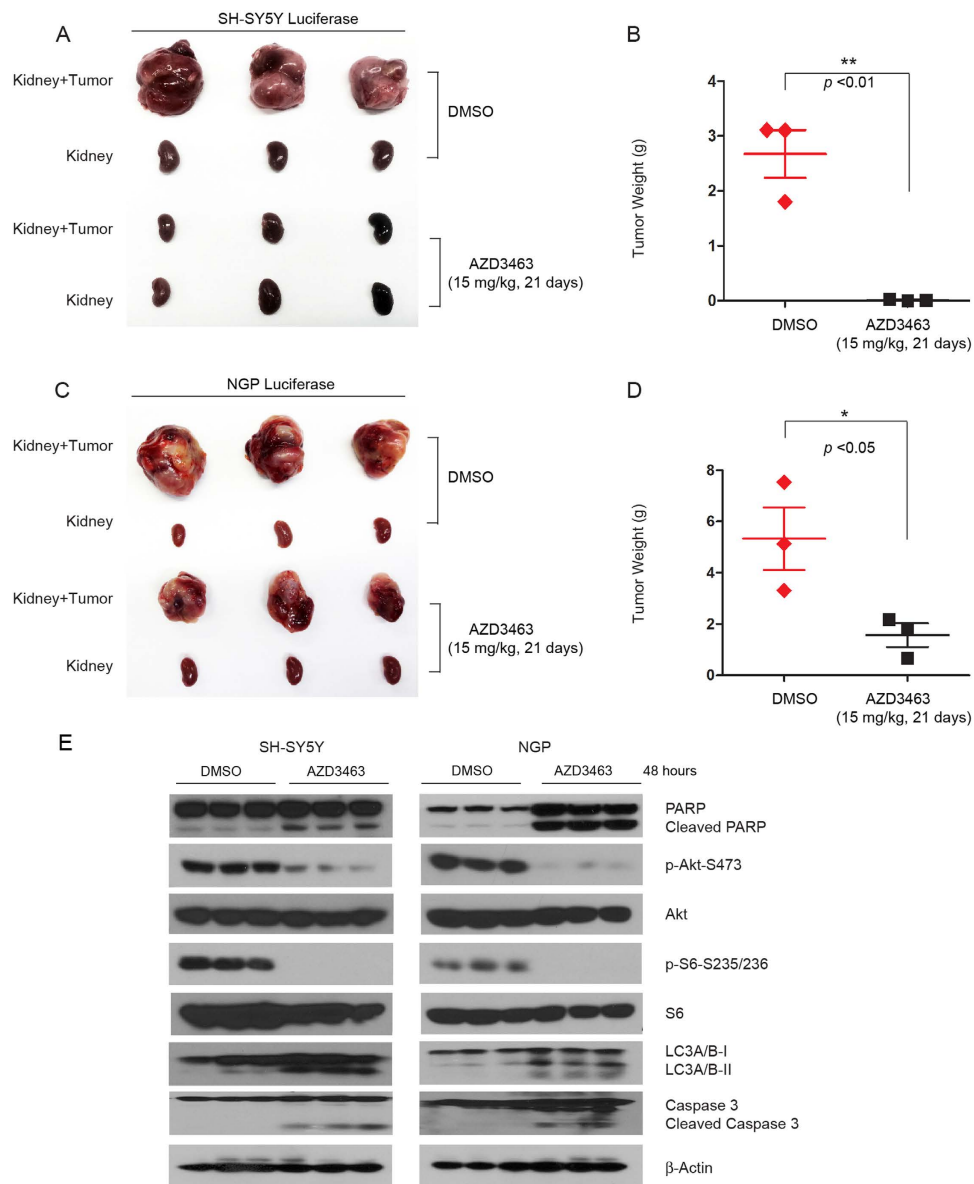 A
SH-SY5Y Luciferase
Kidney+Tumor
DMSO
Kidney
Kidney+Tumor
AZD3463
(15 mg/kg, 21 days)
Kidney
B
**
p <0.01
Tumor Weight (g)
4
3
2
1
0
DMSO
AZD3463
(15 mg/kg, 21 days)
C
NGP Luciferase
Kidney+Tumor
DMSO
Kidney
Kidney+Tumor
AZD3463
(15 mg/kg, 21 days)
Kidney
D
*
p <0.05
Tumor Weight (g)
8
6
4
2
0
DMSO
AZD3463
(15 mg/kg, 21 days)
E
SH-SY5Y
NGP
DMSO AZD3463 DMSO AZD3463 48 hours
PARP
Cleaved PARP
p-Akt-S473
Akt
p-S6-S235/236
S6
LC3A/B-I
LC3A/B-II
Caspase 3
Cleaved Caspase 3
β-Actin